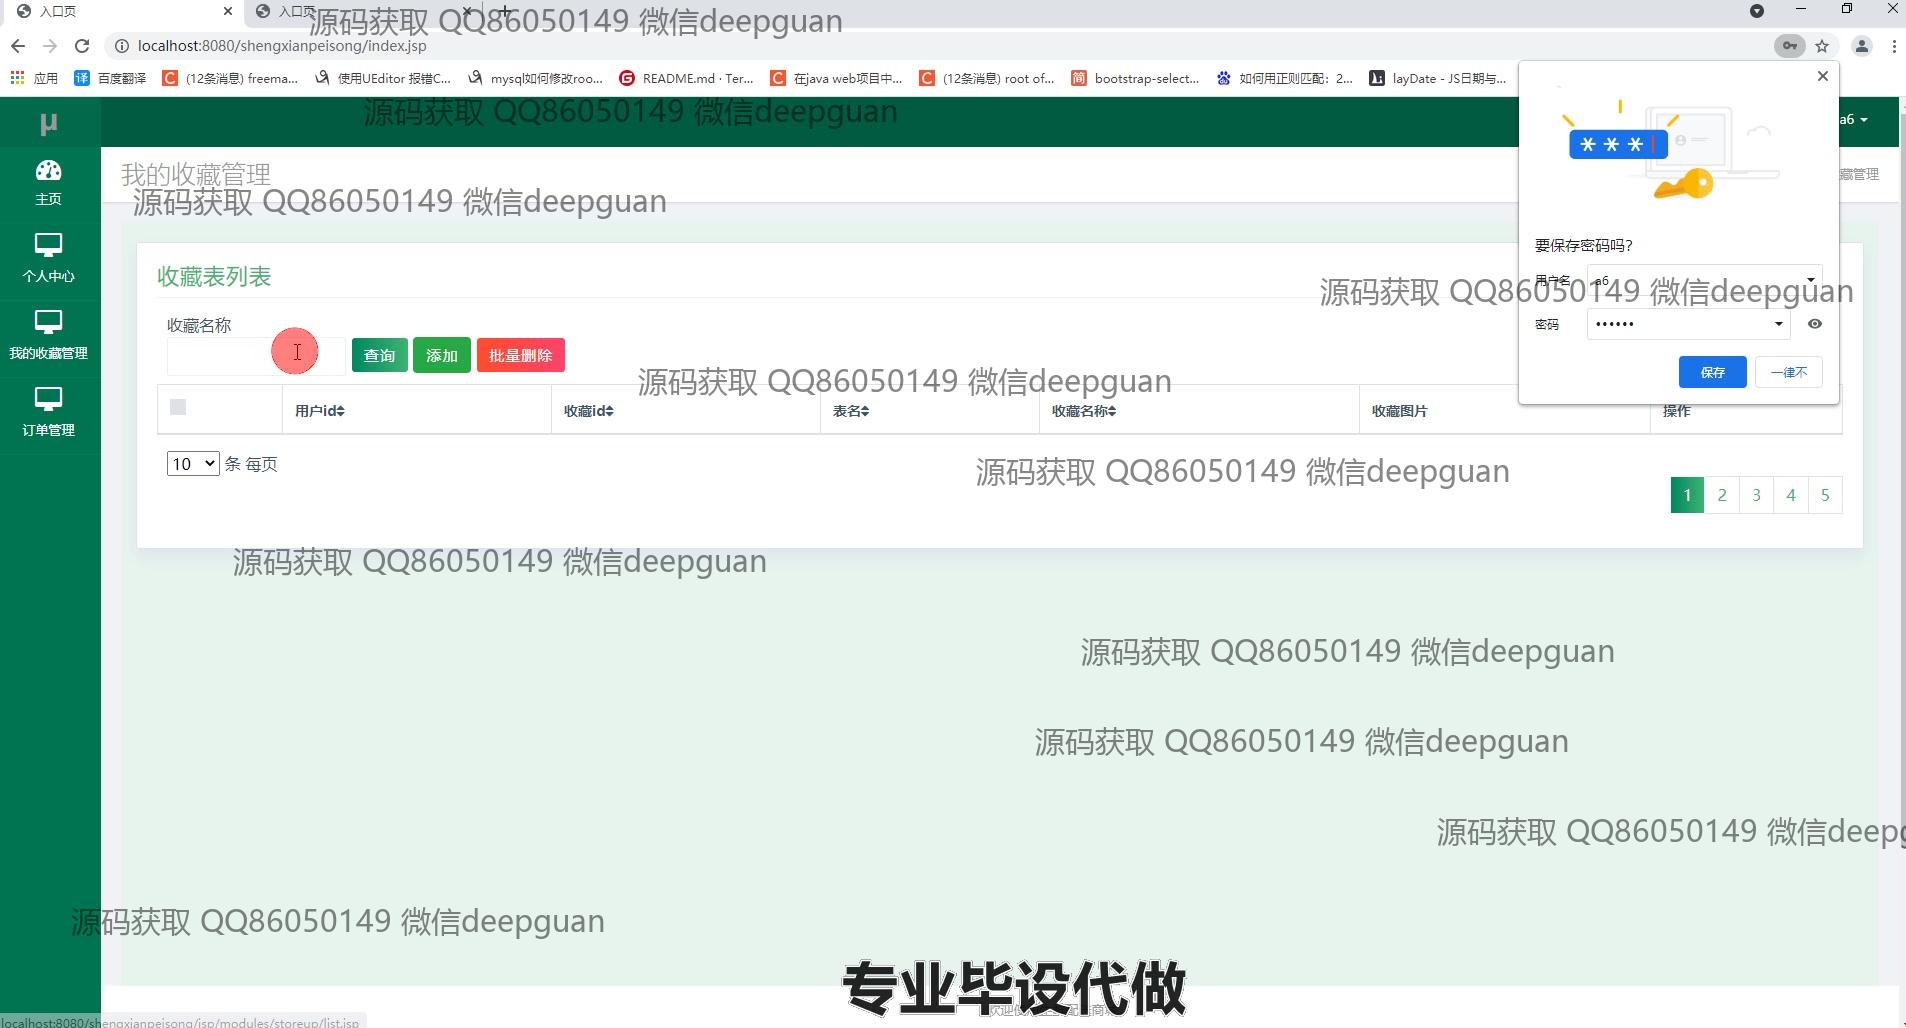 入口页
入口页
源码获取 QQ86050149 微信deepguan
localhost:8080/shengxianpeisong/index.jsp
应用
百度翻译
(12条消息) freema...
使用UEditor 报错C...
mysql如何修改roo...
README.md · Ter...
在java web项目中...
(12条消息) root of...
bootstrap-select...
如何用正则匹配：2...
layDate - JS日期与...
源码获取 QQ86050149 微信deepguan
μ
a6
主页
个人中心
我的收藏管理
订单管理
我的收藏管理
藏管理
源码获取 QQ86050149 微信deepguan
要保存密码吗?
用户名
a6
密码
••••••
保存
一律不
源码获取 QQ86050149 微信deepguan
收藏表列表
收藏名称
查询
添加
批量删除
源码获取 QQ86050149 微信deepguan
用户id
收藏id
表名
收藏名称
收藏图片
操作
10 条 每页
源码获取 QQ86050149 微信deepguan
1 2 3 4 5
源码获取 QQ86050149 微信deepguan
源码获取 QQ86050149 微信deepguan
源码获取 QQ86050149 微信deepguan
源码获取 QQ86050149 微信deepg
源码获取 QQ86050149 微信deepguan
专业毕设代做
localhost:8080/shengxianpeisong/jsp/modules/storeup/list.jsp